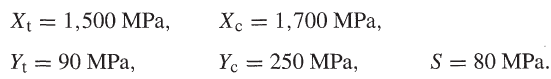 Xt = 1,500 MPa, Xc = 1,700 MPa,
Yt = 90 MPa, Yc = 250 MPa, S = 80 MPa.